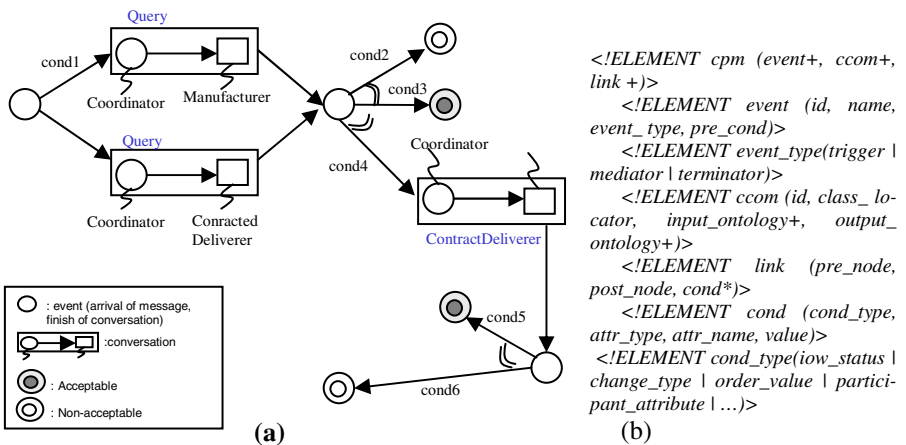 Query
cond1
Coordinator
Manufacturer
Query
Coordinator
Conracted
Deliverer
cond2
cond3
cond4
Coordinator
ContractDeliverer
cond5
cond6
: event (arrival of message,
finish of conversation)
:conversation
: Acceptable
: Non-acceptable
(a)
<!ELEMENT cpm (event+, ccom+,
link +)>
<!ELEMENT event (id, name,
event_ type, pre_cond)>
<!ELEMENT event_type(trigger |
mediator | terminator)>
<!ELEMENT ccom (id, class_ lo-
cator, input_ontology+, output_
ontology+)>
<!ELEMENT link (pre_node,
post_node, cond*)>
<!ELEMENT cond (cond_type,
attr_type, attr_name, value)>
<!ELEMENT cond_type(iow_status |
change_type | order_value | partici-
pant_attribute | …)>
(b)